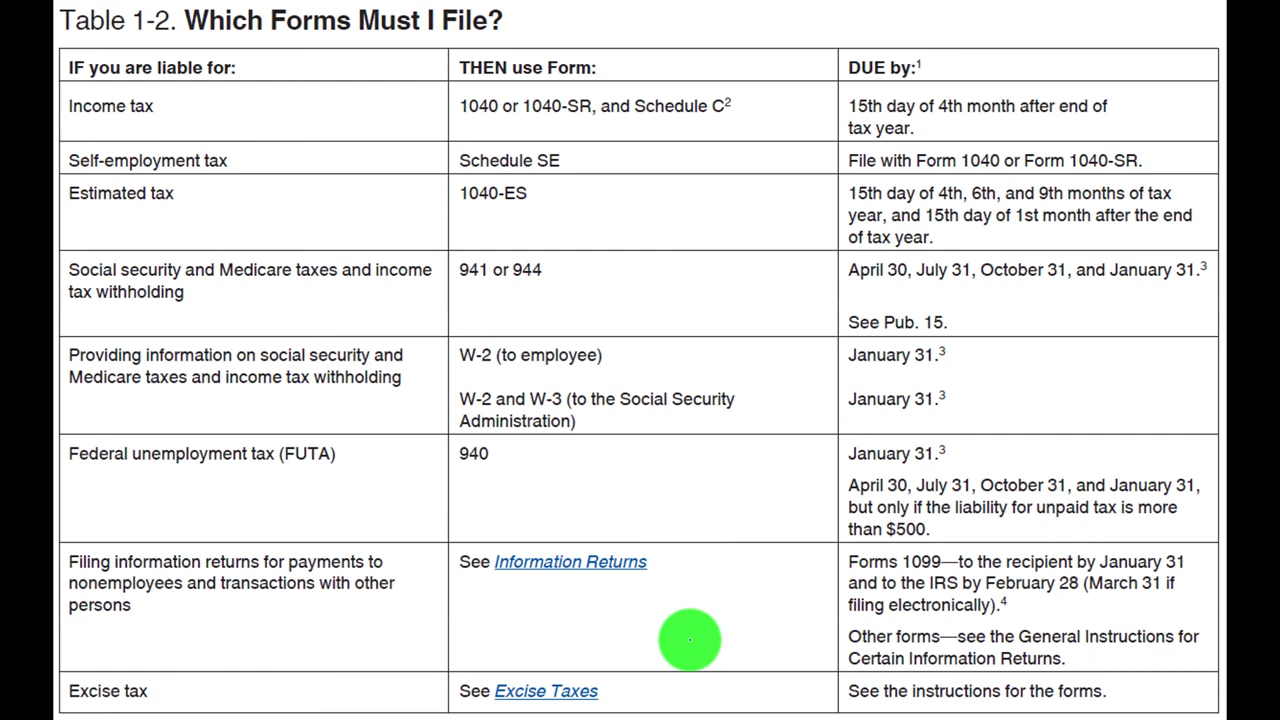 Table 1-2. Which Forms Must I File?
IF you are liable for:
THEN use Form:
DUE by:1
Income tax
1040 or 1040-SR, and Schedule C2
15th day of 4th month after end of
tax year.
Self-employment tax
Schedule SE
File with Form 1040 or Form 1040-SR.
Estimated tax
1040-ES
15th day of 4th, 6th, and 9th months of tax
year, and 15th day of 1st month after the end
of tax year.
Social security and Medicare taxes and income
tax withholding
941 or 944
April 30, July 31, October 31, and January 31.3
See Pub. 15.
Providing information on social security and
Medicare taxes and income tax withholding
W-2 (to employee)
January 31.3
W-2 and W-3 (to the Social Security
Administration)
January 31.3
Federal unemployment tax (FUTA)
940
January 31.3
April 30, July 31, October 31, and January 31,
but only if the liability for unpaid tax is more
than $500.
Filing information returns for payments to
nonemployees and transactions with other
persons
See Information Returns
Forms 1099—to the recipient by January 31
and to the IRS by February 28 (March 31 if
filing electronically).4
Other forms—see the General Instructions for
Certain Information Returns.
Excise tax
See Excise Taxes
See the instructions for the forms.